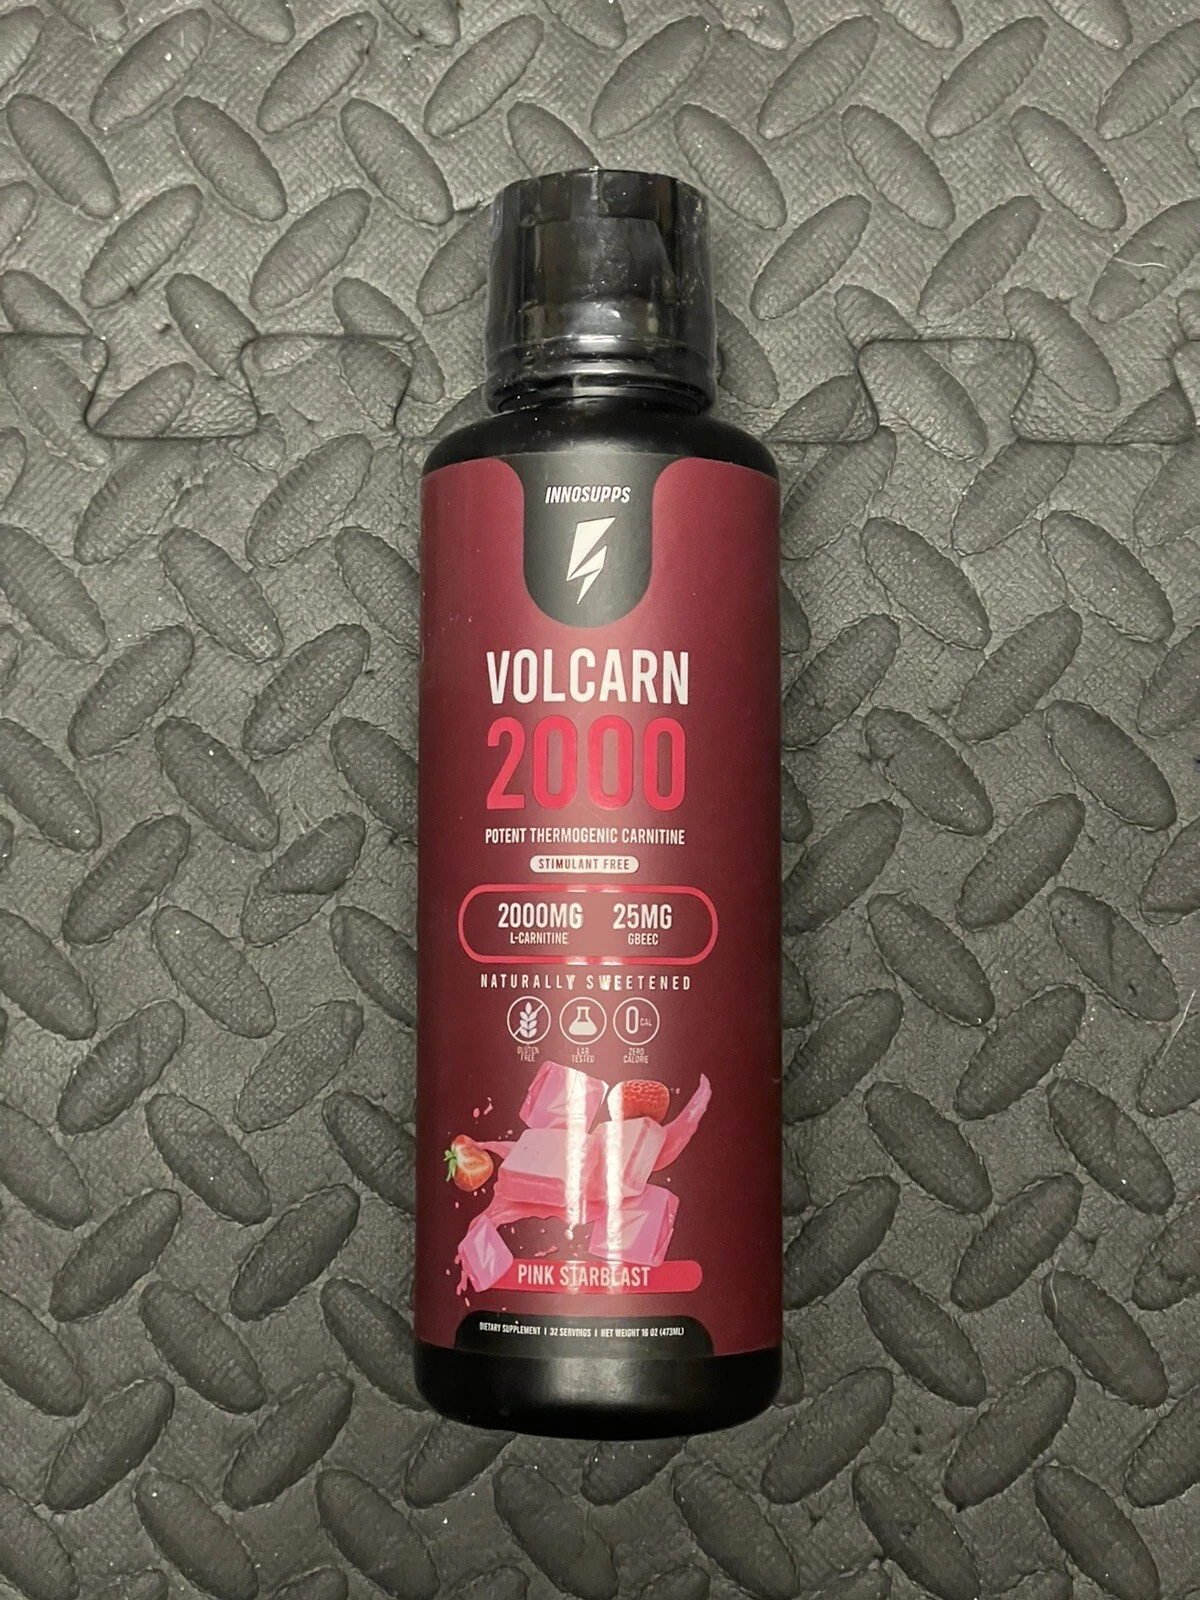 INNOSUPPS
VOLCARN
2000
POTENT THERMOGENIC CARNITINE
STIMULANT FREE
2000MG 25MG
L-CARNITINE GBEEC
NATURALLY SWEETENED
0 CAL
GLUTEN FREE LAB TESTED ZERO CALORIE
PINK STARBLAST
DIETARY SUPPLEMENT | 32 SERVINGS | NET WEIGHT 16 OZ (473ML)